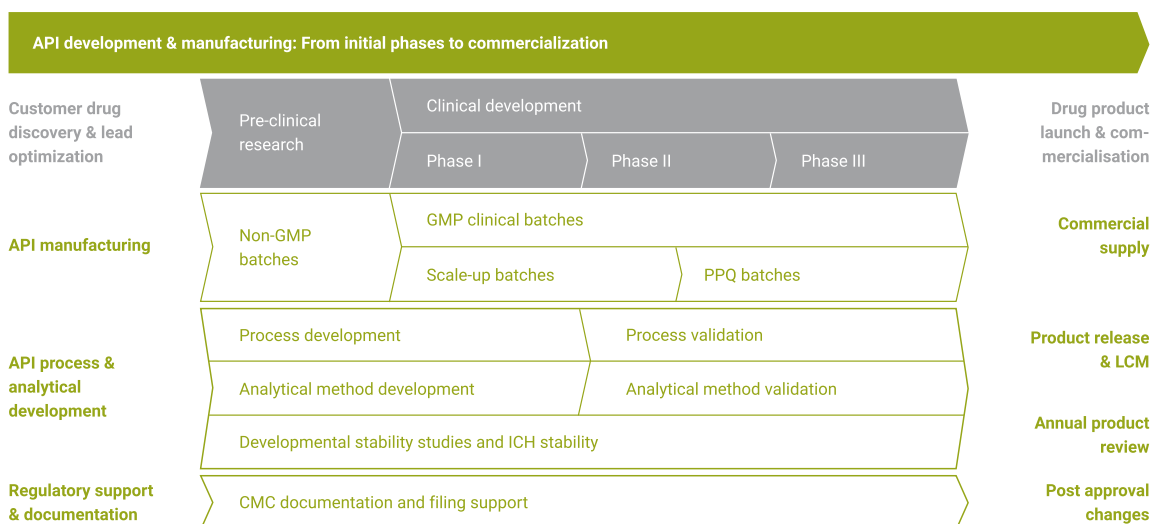 API development & manufacturing: From initial phases to commercialization
Customer drug
discovery & lead
optimization
Pre-clinical
research
Clinical development
Phase I
Phase II
Phase III
Drug product
launch & com-
mercialisation
API manufacturing
Non-GMP
batches
GMP clinical batches
Scale-up batches
PPQ batches
Commercial
supply
API process &
analytical
development
Process development
Process validation
Analytical method development
Analytical method validation
Developmental stability studies and ICH stability
Product release
& LCM
Annual product
review
Regulatory support
& documentation
CMC documentation and filing support
Post approval
changes